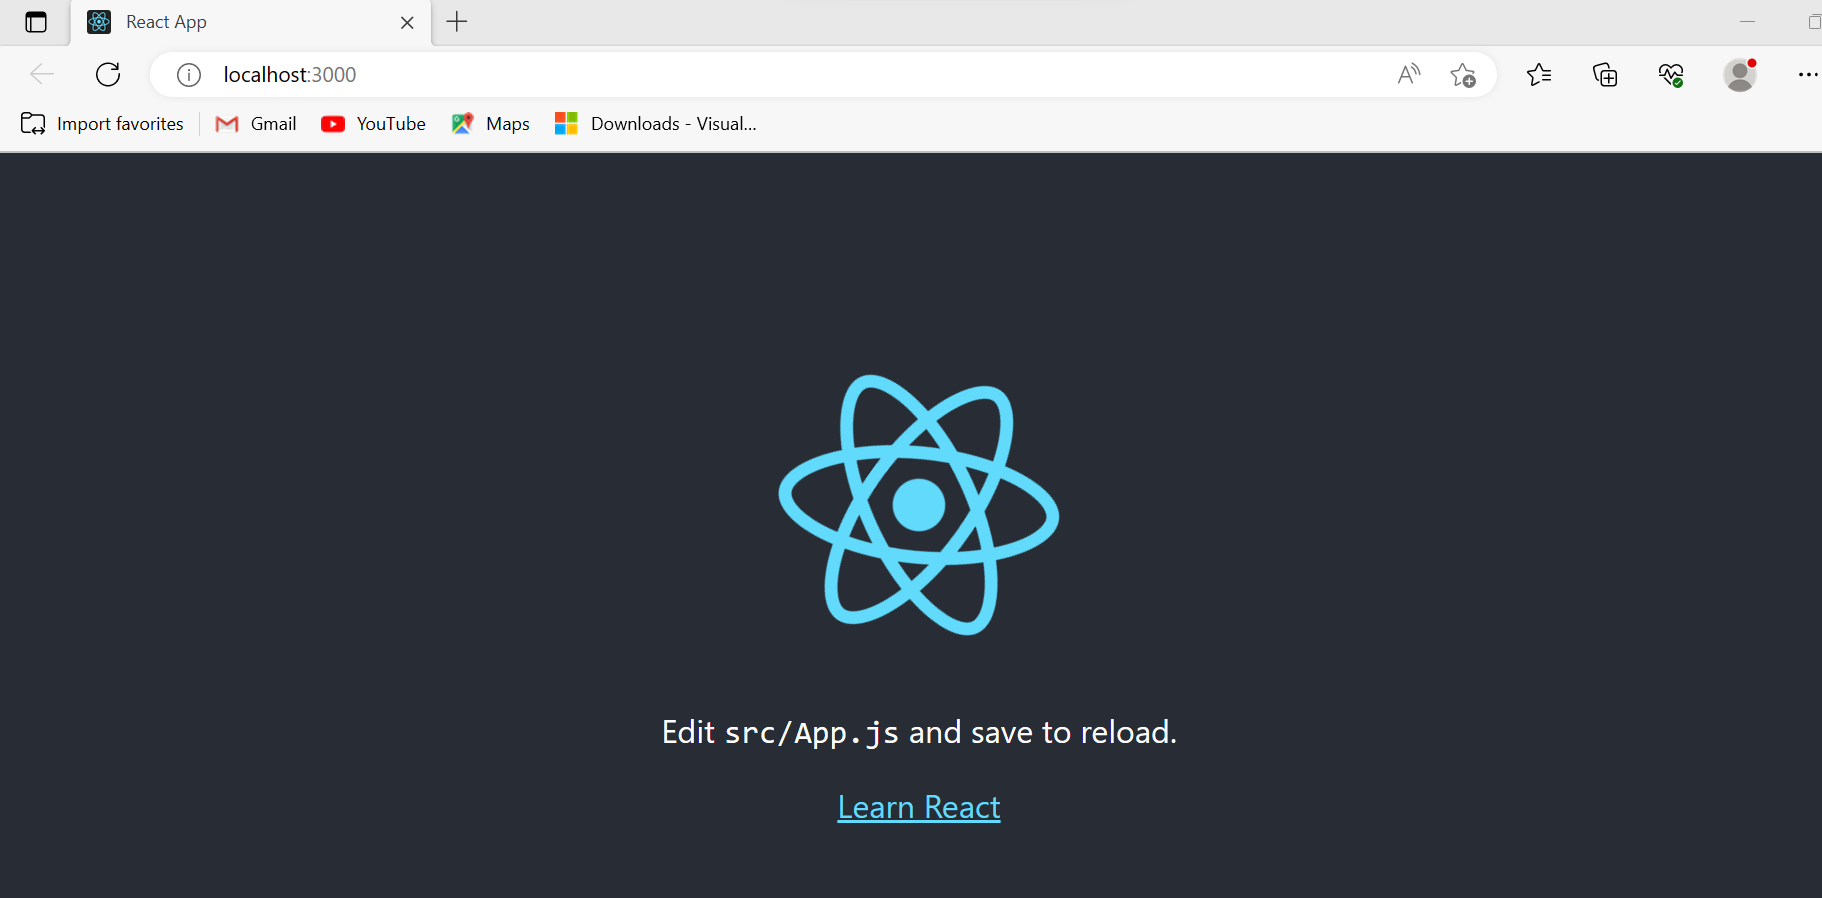 React App
localhost:3000
Import favorites Gmail YouTube Maps Downloads - Visual...
Edit src/App.js and save to reload.
Learn React